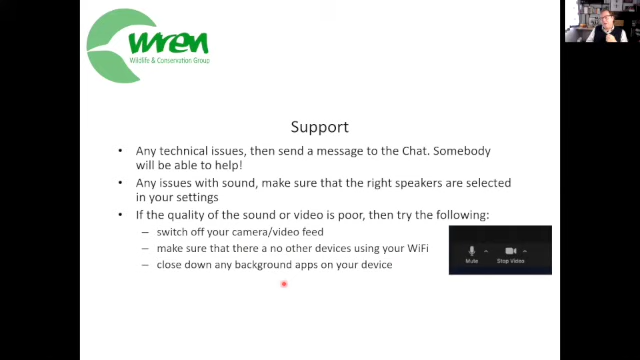 wren
Wildlife & Conservation Group
Support
• Any technical issues, then send a message to the Chat. Somebody
will be able to help!
• Any issues with sound, make sure that the right speakers are selected
in your settings
• If the quality of the sound or video is poor, then try the following:
— switch off your camera/video feed
— make sure that there a no other devices using your WiFi
— close down any background apps on your device
Mute Stop Video